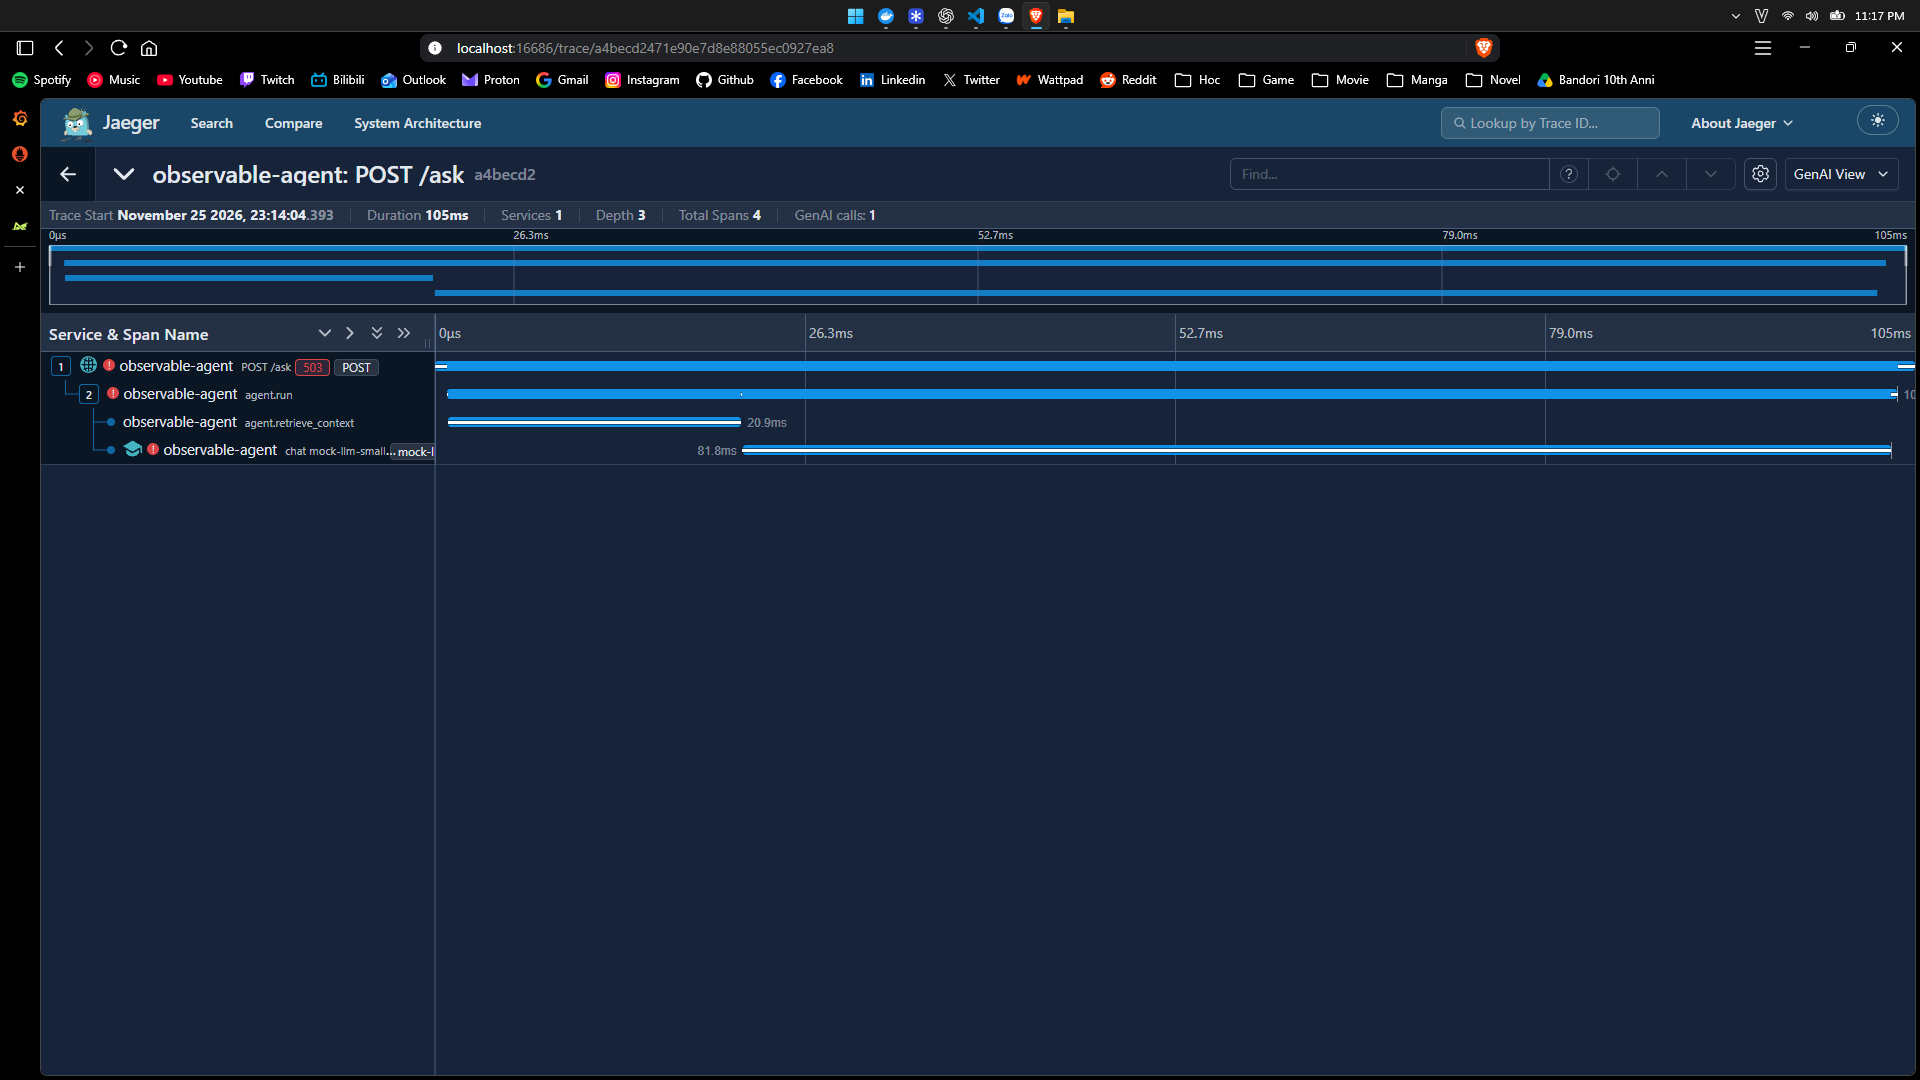 11:17 PM
localhost:16686/trace/a4becd2471e90e7d8e88055ec0927ea8
Spotify Music Youtube Twitch Bilibili Outlook Proton Gmail Instagram Github Facebook Linkedin Twitter Wattpad Reddit Hoc Game Movie Manga Novel Bandori 10th Anni
Jaeger Search Compare System Architecture Lookup by Trace ID... About Jaeger
observable-agent: POST /ask a4becd2 Find... GenAI View
Trace Start November 25 2026, 23:14:04.393 Duration 105ms Services 1 Depth 3 Total Spans 4 GenAI calls: 1
0μs 26.3ms 52.7ms 79.0ms 105ms
Service & Span Name 0μs 26.3ms 52.7ms 79.0ms 105ms
1 observable-agent POST /ask 503 POST
2 observable-agent agent.run 10
observable-agent agent.retrieve_context 20.9ms
observable-agent chat mock-llm-small... mock-l 81.8ms